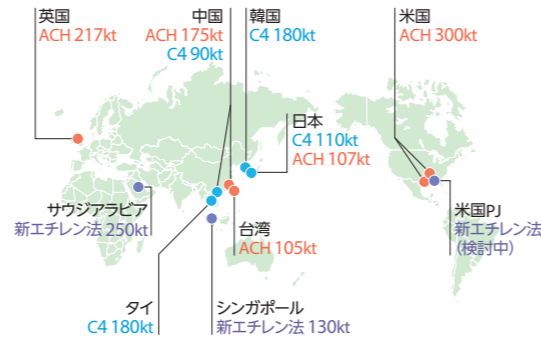 英国
ACH 217kt
中国
ACH 175kt
C4 90kt
韓国
C4 180kt
米国
ACH 300kt
日本
C4 110kt
ACH 107kt
サウジアラビア
新エチレン法 250kt
台湾
ACH 105kt
米国PJ
新エチレン法
(検討中)
タイ
C4 180kt
シンガポール
新エチレン法 130kt